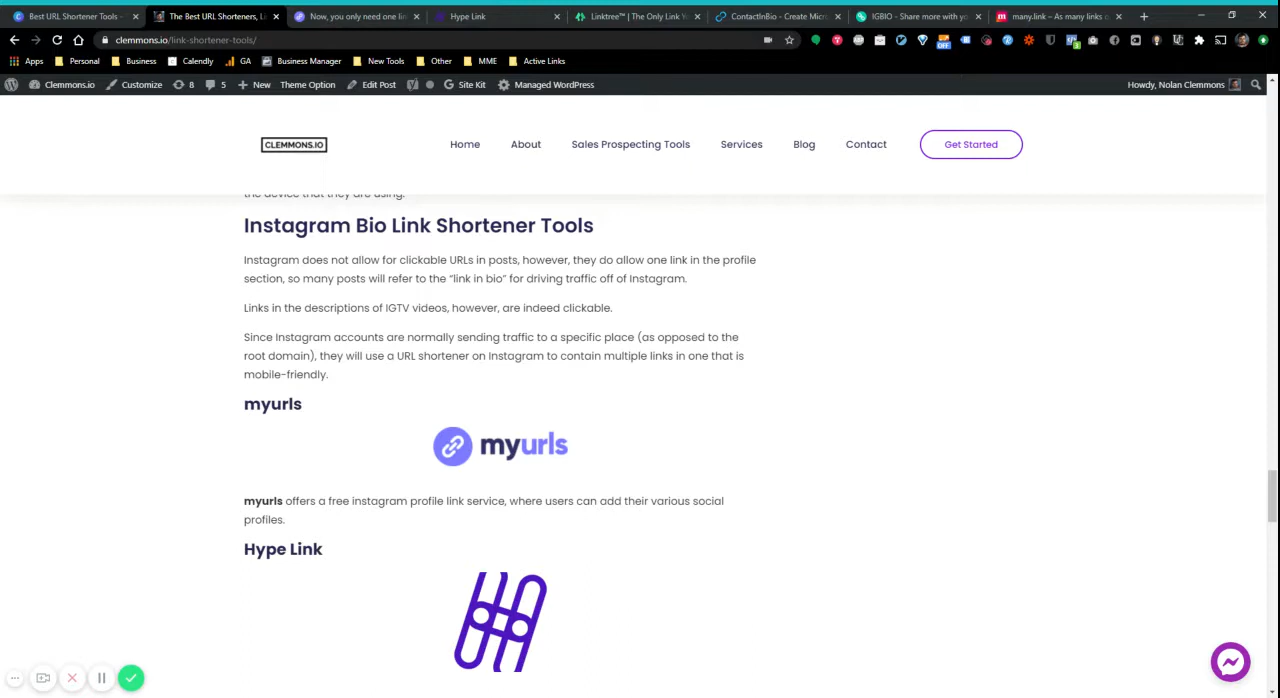 Best URL Shortener Tools -
The Best URL Shorteners, Li
Now, you only need one lin
Hype Link
Linktree™ | The Only Link Y
ContactInBio - Create Micro
IGBIO - Share more with yo
many.link – As many links o
clemmons.io/link-shortener-tools/
Apps Personal Business Calendly GA Business Manager New Tools Other MME Active Links
Clemmons.io Customize 8 5 New Theme Option Edit Post Site Kit Managed WordPress Howdy, Nolan Clemmons
CLEMMONS.IO Home About Sales Prospecting Tools Services Blog Contact Get Started
the device that they are using.
Instagram Bio Link Shortener Tools
Instagram does not allow for clickable URLs in posts, however, they do allow one link in the profile
section, so many posts will refer to the “link in bio” for driving traffic off of Instagram.
Links in the descriptions of IGTV videos, however, are indeed clickable.
Since Instagram accounts are normally sending traffic to a specific place (as opposed to the
root domain), they will use a URL shortener on Instagram to contain multiple links in one that is
mobile-friendly.
myurls
myurls
myurls offers a free instagram profile link service, where users can add their various social
profiles.
Hype Link